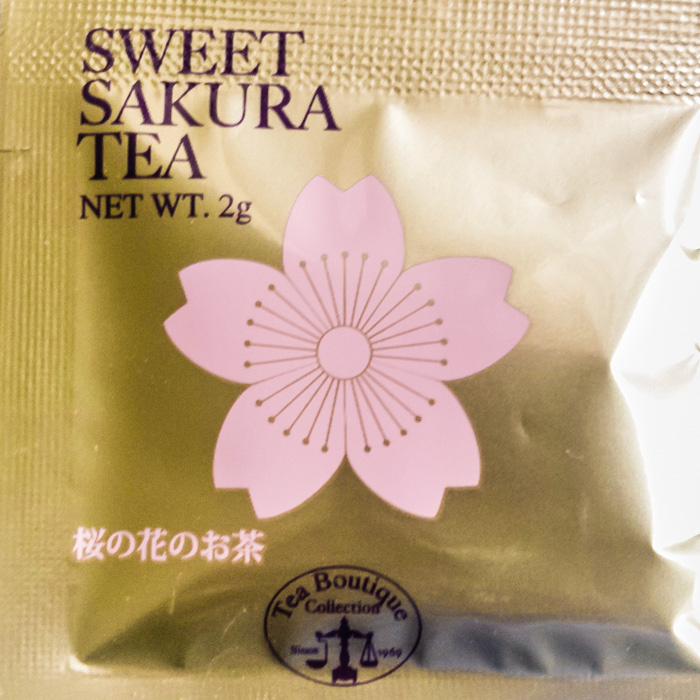 SWEET
SAKURA
TEA
NET WT. 2g
桜の花のお茶
Tea Boutique
Collection
Since 1969